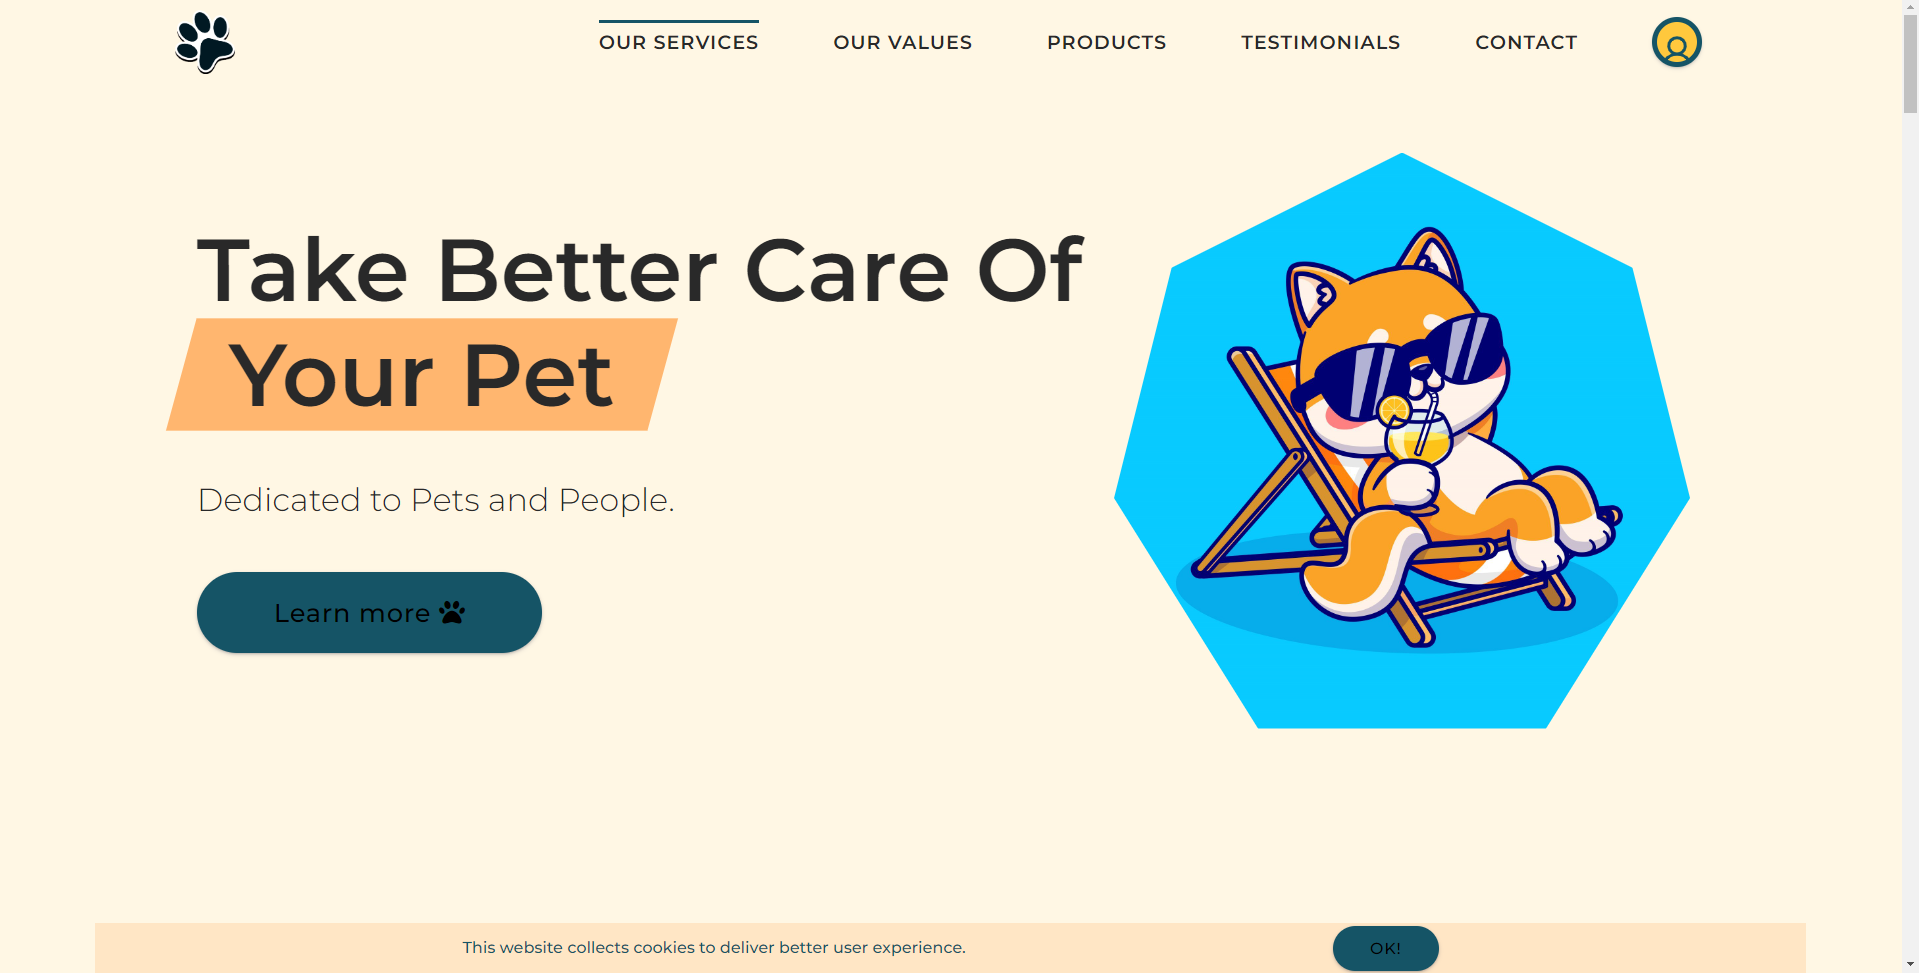 OUR SERVICES OUR VALUES PRODUCTS TESTIMONIALS CONTACT
Take Better Care Of
Your Pet
Dedicated to Pets and People.
Learn more
This website collects cookies to deliver better user experience. OK!